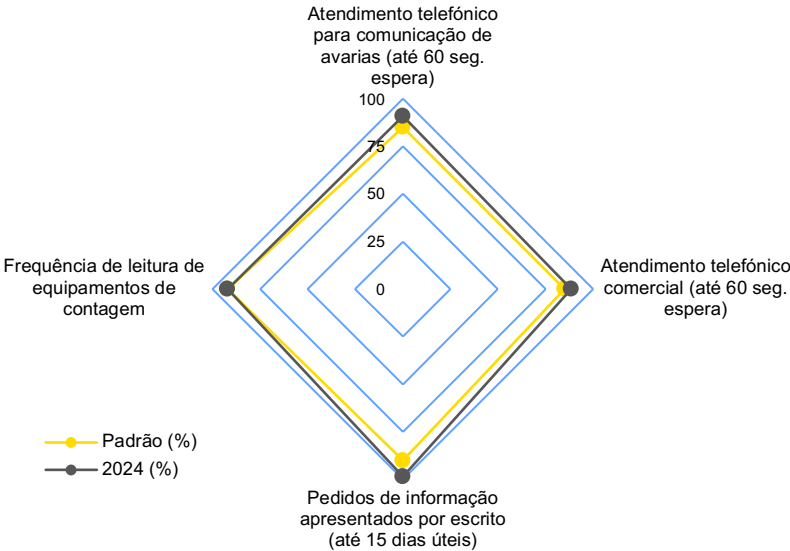 Atendimento telefónico
para comunicação de
avarias (até 60 seg.
espera)
100
75
50
25
0
Frequência de leitura de
equipamentos de
contagem
Atendimento telefónico
comercial (até 60 seg.
espera)
Padrão (%)
2024 (%)
Pedidos de informação
apresentados por escrito
(até 15 dias úteis)